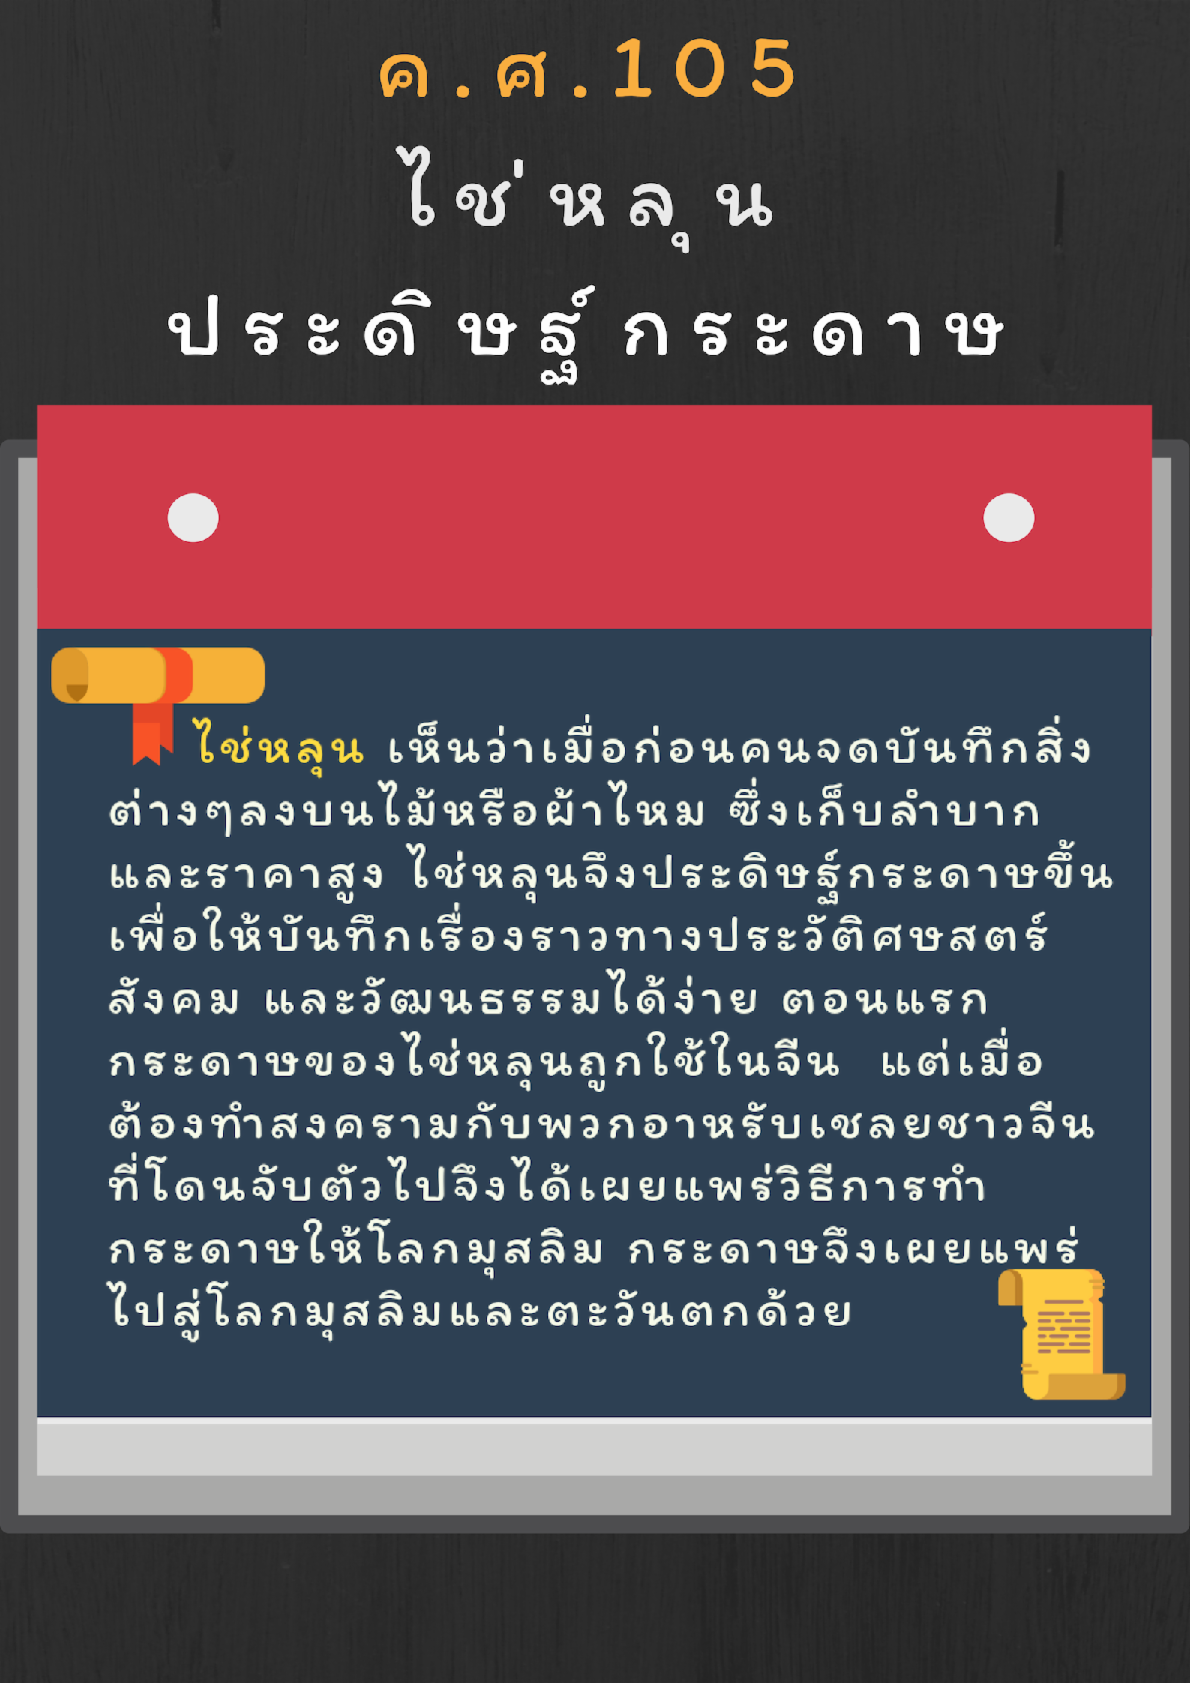 ค.ศ.105
ไช่หลุน
ประดิษฐ์กระดาษ
ไช่หลุน เห็นว่าเมื่อก่อนคนจดบันทึกสิ่ง
ต่างๆลงบนไม้หรือผ้าไหม ซึ่งเก็บลำบาก
และราคาสูง ไช่หลุนจึงประดิษฐ์กระดาษขึ้น
เพื่อให้บันทึกเรื่องราวทางประวัติศษสตร์
สังคม และวัฒนธรรมได้ง่าย ตอนแรก
กระดาษของไช่หลุนถูกใช้ในจีน แต่เมื่อ
ต้องทำสงครามกับพวกอาหรับเชลยชาวจีน
ที่โดนจับตัวไปจึงได้เผยแพร่วิธีการทำ
กระดาษให้โลกมุสลิม กระดาษจึงเผยแพร่
ไปสู่โลกมุสลิมและตะวันตกด้วย